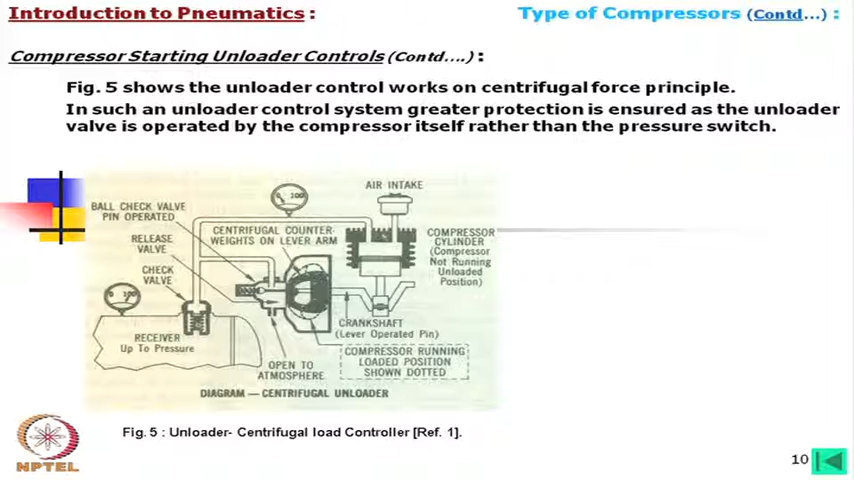 Introduction to Pneumatics :
Type of Compressors (Contd...) :
Compressor Starting Unloader Controls (Contd....) :
Fig. 5 shows the unloader control works on centrifugal force principle.
In such an unloader control system greater protection is ensured as the unloader
valve is operated by the compressor itself rather than the pressure switch.
AIR INTAKE
0 100
BALL CHECK VALVE
PIN OPERATED
CENTRIFUGAL COUNTER-
WEIGHTS ON LEVER ARM
COMPRESSOR
CYLINDER
(Compressor
Not Running
Unloaded
Position)
RELEASE
VALVE
CHECK
VALVE
0 100
CRANKSHAFT
(Lever Operated Pin)
RECEIVER
Up To Pressure
OPEN TO
ATMOSPHERE
COMPRESSOR RUNNING
LOADED POSITION
SHOWN DOTTED
DIAGRAM — CENTRIFUGAL UNLOADER
Fig. 5 : Unloader- Centrifugal load Controller [Ref. 1].
NPTEL
10